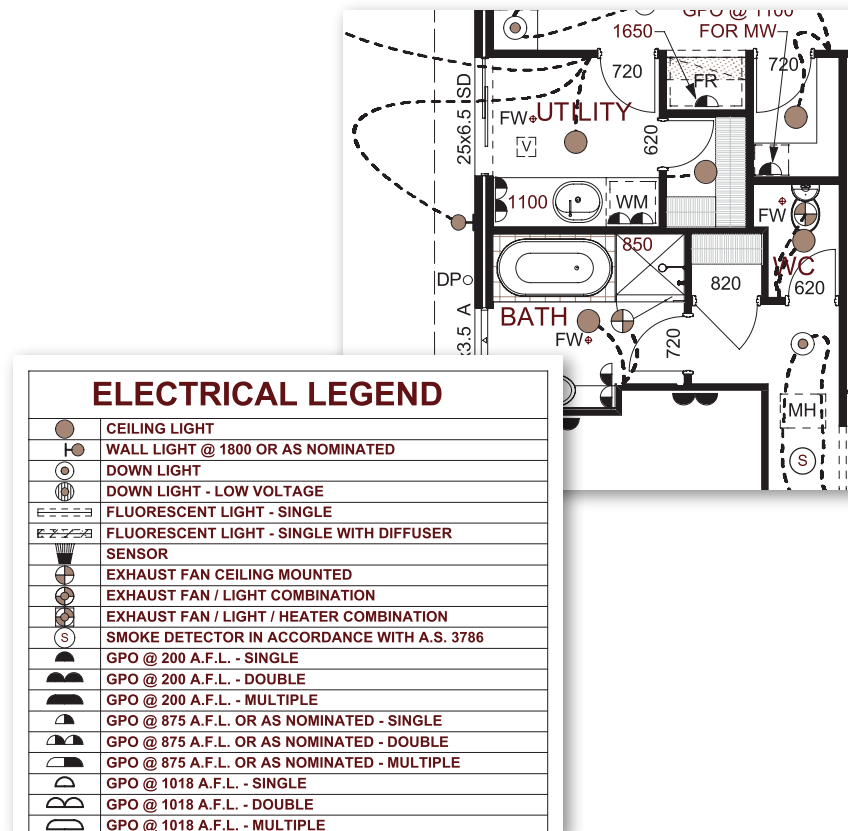 GPO @ 1100
1650
FOR MW
720
720
FR
25x6.5 SD
FW
UTILITY
620
V
1100
WM
FW
850
WC
DP
820
620
BATH
FW
720
x3.5 A
MH
S
ELECTRICAL LEGEND
CEILING LIGHT
WALL LIGHT @ 1800 OR AS NOMINATED
DOWN LIGHT
DOWN LIGHT - LOW VOLTAGE
FLUORESCENT LIGHT - SINGLE
FLUORESCENT LIGHT - SINGLE WITH DIFFUSER
SENSOR
EXHAUST FAN CEILING MOUNTED
EXHAUST FAN / LIGHT COMBINATION
EXHAUST FAN / LIGHT / HEATER COMBINATION
S SMOKE DETECTOR IN ACCORDANCE WITH A.S. 3786
GPO @ 200 A.F.L. - SINGLE
GPO @ 200 A.F.L. - DOUBLE
GPO @ 200 A.F.L. - MULTIPLE
GPO @ 875 A.F.L. OR AS NOMINATED - SINGLE
GPO @ 875 A.F.L. OR AS NOMINATED - DOUBLE
GPO @ 875 A.F.L. OR AS NOMINATED - MULTIPLE
GPO @ 1018 A.F.L. - SINGLE
GPO @ 1018 A.F.L. - DOUBLE
GPO @ 1018 A.F.L. - MULTIPLE